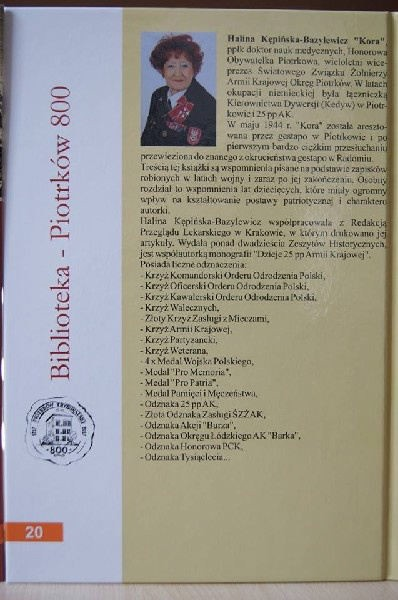 Biblioteka - Piotrków 800
800
20
Halina Kępińska-Bazylewicz "Kora",
ppłk doktor nauk medycznych, Honorowa
Obywatelka Piotrkowa, wieloletni wice-
prezes Światowego Związku Żołnierzy
Armii Krajowej Okręg Piotrków. W latach
okupacji niemieckiej była łączniczką
Kierownictwa Dywersji (Kedyw) w Piotr-
kowie i 25 pp AK.
W maju 1944 r. "Kora" została areszto-
wana przez gestapo w Piotrkowie i po
pierwszym bardzo ciężkim przesłuchaniu
przewieziona do znanego z okrucieństwa gestapo w Radomiu.
Treścią tej książki są wspomnienia pisane na podstawie zapisków
robionych w latach wojny i zaraz po jej zakończeniu. Osobny
rozdział to wspomnienia lat dziecięcych, które miały ogromny
wpływ na kształtowanie postawy patriotycznej i charakteru
autorki.
Halina Kępińska-Bazylewicz współpracowała z Redakcją
Przeglądu Lekarskiego w Krakowie, w którym drukowano jej
artykuły. Wydała ponad dwadzieścia Zeszytów Historycznych,
jest współautorką monografii "Dzieje 25 pp Armii Krajowej".
Posiada liczne odznaczenia:
- Krzyż Komandorski Orderu Odrodzenia Polski,
- Krzyż Oficerski Orderu Odrodzenia Polski,
- Krzyż Kawalerski Orderu Odrodzenia Polski,
- Krzyż Walecznych,
- Złoty Krzyż Zasługi z Mieczami,
- Krzyż Armii Krajowej,
- Krzyż Partyzancki,
- Krzyż Weterana,
- 4 x Medal Wojska Polskiego,
- Medal "Pro Memoria",
- Medal "Pro Patria",
- Medal Pamięci i Męczeństwa,
- Odznaka 25 pp AK,
- Złota Odznaka Zasługi ŚZŻAK,
- Odznaka Akcji "Burza",
- Odznaka Okręgu Łódzkiego AK "Barka",
- Odznaka Honorowa PCK,
- Odznaka Tysiąclecia...